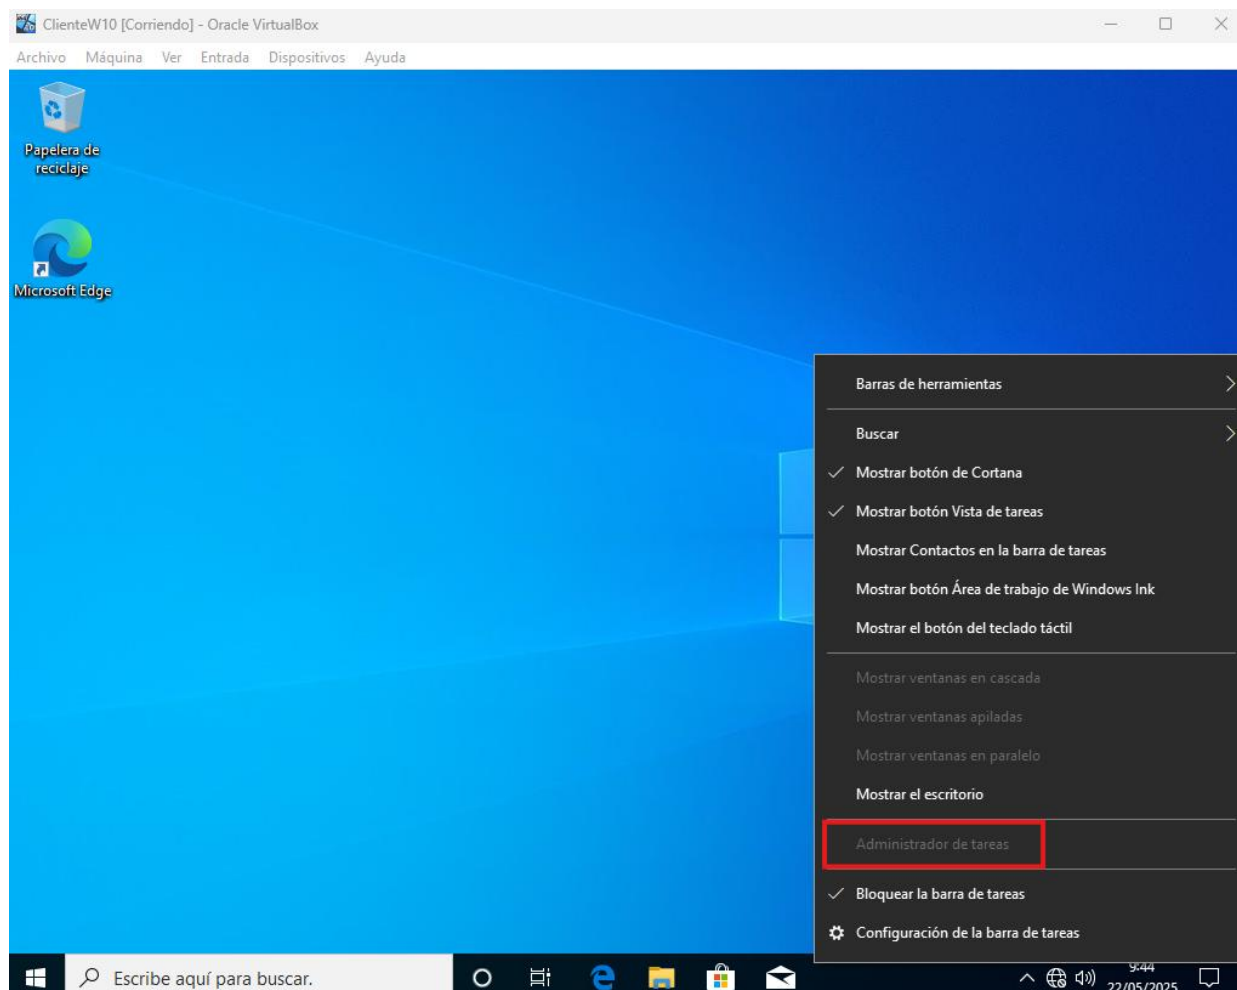 ClienteW10 [Corriendo] - Oracle VirtualBox
Archivo Máquina Ver Entrada Dispositivos Ayuda
Papelera de
reciclaje
Microsoft Edge
Barras de herramientas
Buscar
Mostrar botón de Cortana
Mostrar botón Vista de tareas
Mostrar Contactos en la barra de tareas
Mostrar botón Área de trabajo de Windows Ink
Mostrar el botón del teclado táctil
Mostrar ventanas en cascada
Mostrar ventanas apiladas
Mostrar ventanas en paralelo
Mostrar el escritorio
Administrador de tareas
Bloquear la barra de tareas
Configuración de la barra de tareas
Escribe aquí para buscar.
9:44
22/05/2025